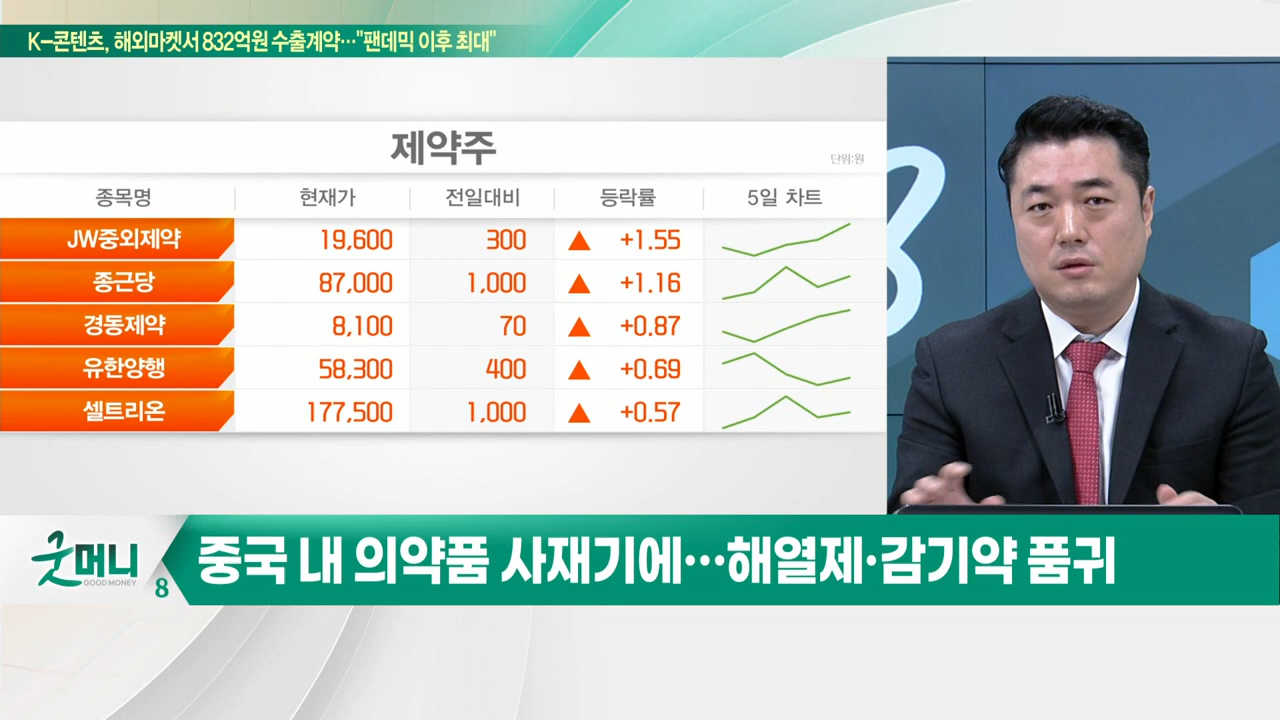 K-콘텐츠, 해외마켓서 832억원 수출계약…"팬데믹 이후 최대"
제약주
단위:원
종목명 현재가 전일대비 등락률 5일 차트
JW중외제약 19,600 300 ▲ +1.55
종근당 87,000 1,000 ▲ +1.16
경동제약 8,100 70 ▲ +0.87
유한양행 58,300 400 ▲ +0.69
셀트리온 177,500 1,000 ▲ +0.57
굿머니
GOOD MONEY
8
중국 내 의약품 사재기에…해열제·감기약 품귀